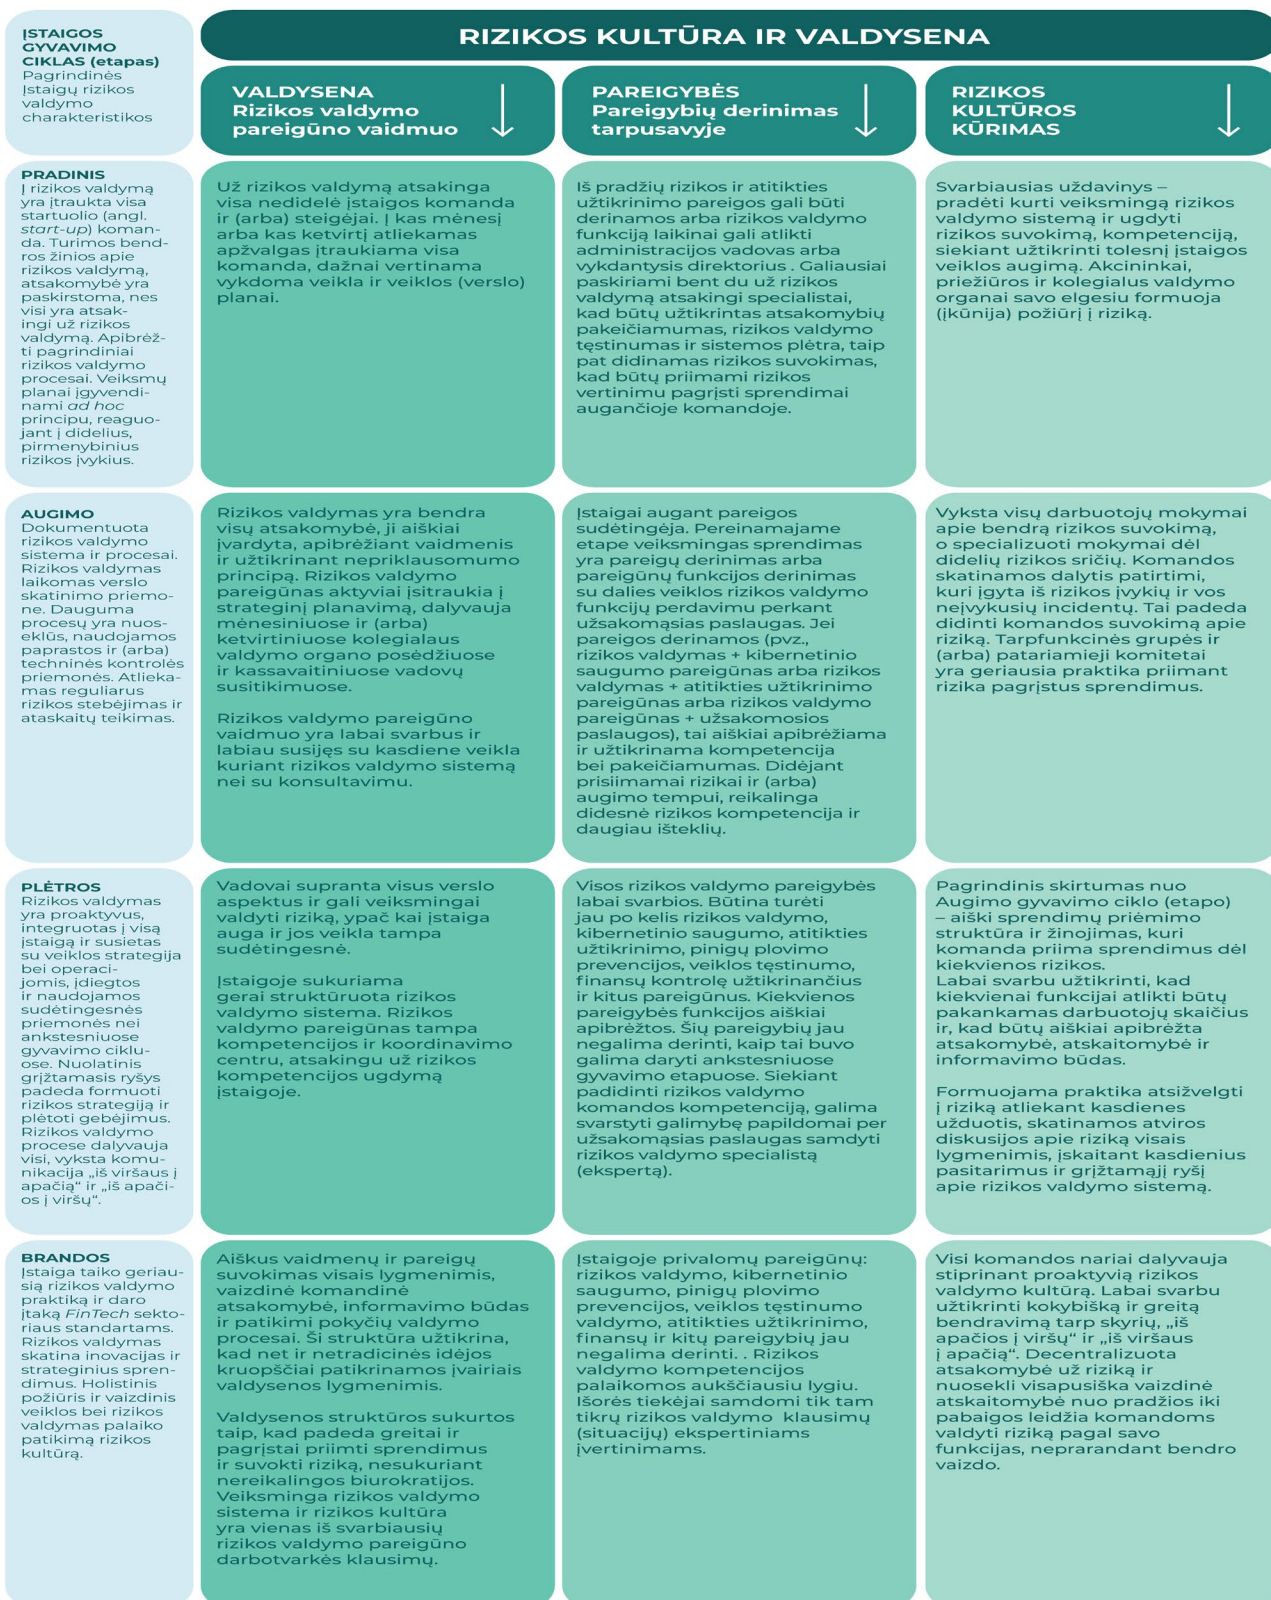 ĮSTAIGOS
GYVAVIMO
CIKLAS (etapas)
Pagrindinės
Įstaigų rizikos
valdymo
charakteristikos
RIZIKOS KULTŪRA IR VALDYSENA
VALDYSENA
Rizikos valdymo
pareigūno vaidmuo
PAREIGYBĖS
Pareigybių derinimas
tarpusavyje
RIZIKOS
KULTŪROS
KŪRIMAS
PRADINIS
Į rizikos valdymą
yra įtraukta visa
startuolio (angl.
start-up) koman-
da. Turimos bend-
ros žinios apie
rizikos valdymą,
atsakomybė yra
paskirstoma, nes
visi yra atsak-
ingi už rizikos
valdymą. Apibrėž-
ti pagrindiniai
rizikos valdymo
procesai. Veiksmų
planai įgyvendi-
nami ad hoc
principu, reaguo-
jant į didelius,
pirmenybinius
rizikos įvykius.
Už rizikos valdymą atsakinga
visa nedidelė įstaigos komanda
ir (arba) steigėjai. Į kas mėnesį
arba kas ketvirtį atliekamas
apžvalgas įtraukiama visa
komanda, dažnai vertinama
vykdoma veikla ir veiklos (verslo)
planai.
Iš pradžių rizikos ir atitikties
užtikrinimo pareigos gali būti
derinamos arba rizikos valdymo
funkciją laikinai gali atlikti
administracijos vadovas arba
vykdantysis direktorius . Galiausiai
paskiriami bent du už rizikos
valdymą atsakingi specialistai,
kad būtų užtikrintas atsakomybių
pakeičiamumas, rizikos valdymo
tęstinumas ir sistemos plėtra, taip
pat didinamas rizikos suvokimas,
kad būtų priimami rizikos
vertinimu pagrįsti sprendimai
augančioje komandoje.
Svarbiausias uždavinys –
pradėti kurti veiksmingą rizikos
valdymo sistemą ir ugdyti
rizikos suvokimą, kompetenciją,
siekiant užtikrinti tolesnį įstaigos
veiklos augimą. Akcininkai,
priežiūros ir kolegialus valdymo
organai savo elgesiu formuoja
(įkūnija) požiūrį į riziką.
AUGIMO
Dokumentuota
rizikos valdymo
sistema ir procesai.
Rizikos valdymas
laikomas verslo
skatinimo priemo-
ne. Dauguma
procesų yra nuos-
eklūs, naudojamos
paprastos ir (arba)
techninės kontrolės
priemonės. Atlieka-
mas reguliarus
rizikos stebėjimas ir
ataskaitų teikimas.
Rizikos valdymas yra bendra
visų atsakomybė, ji aiškiai
įvardyta, apibrėžiant vaidmenis
ir užtikrinant nepriklausomumo
principą. Rizikos valdymo
pareigūnas aktyviai įsitraukia į
strateginį planavimą, dalyvauja
mėnesiniuose ir (arba)
ketvirtiniuose kolegialaus
valdymo organo posėdžiuose
ir kassavaitiniuose vadovų
susitikimuose.
Rizikos valdymo pareigūno
vaidmuo yra labai svarbus ir
labiau susijęs su kasdiene veikla
kuriant rizikos valdymo sistemą
nei su konsultavimu.
Įstaigai augant pareigos
sudėtingėja. Pereinamajame
etape veiksmingas sprendimas
yra pareigų derinimas arba
pareigūnų funkcijos derinimas
su dalies veiklos rizikos valdymo
funkcijų perdavimu perkant
užsakomąsias paslaugas. Jei
pareigos derinamos (pvz.,
rizikos valdymas + kibernetinio
saugumo pareigūnas arba rizikos
valdymas + atitikties užtikrinimo
pareigūnas arba rizikos valdymo
pareigūnas + užsakomosios
paslaugos), tai aiškiai apibrėžiama
ir užtikrinama kompetencija
bei pakeičiamumas. Didėjant
prisiimamai rizikai ir (arba)
augimo tempui, reikalinga
didesnė rizikos kompetencija ir
daugiau išteklių.
Vyksta visų darbuotojų mokymai
apie bendrą rizikos suvokimą,
o specializuoti mokymai dėl
didelių rizikos sričių. Komandos
skatinamos dalytis patirtimi,
kuri įgyta iš rizikos įvykių ir vos
neįvykusių incidentų. Tai padeda
didinti komandos suvokimą apie
riziką. Tarpfunkcinės grupės ir
(arba) patariamieji komitetai
yra geriausia praktika priimant
rizika pagrįstus sprendimus.
PLĖTROS
Rizikos valdymas
yra proaktyvus,
integruotas į visą
įstaigą ir susietas
su veiklos strategija
bei operaci-
jomis, įdiegtos
ir naudojamos
sudėtingesnės
priemonės nei
ankstesniuose
gyvavimo ciklu-
ose. Nuolatinis
grįžtamasis ryšys
padeda formuoti
rizikos strategiją ir
plėtoti gebėjimus.
Rizikos valdymo
procese dalyvauja
visi, vyksta komu-
nikacija „iš viršaus į
apačią“ ir „iš apači-
os į viršų“.
Vadovai supranta visus verslo
aspektus ir gali veiksmingai
valdyti riziką, ypač kai įstaiga
auga ir jos veikla tampa
sudėtingesnė.
Įstaigoje sukuriama
gerai struktūruota rizikos
valdymo sistema. Rizikos
valdymo pareigūnas tampa
kompetencijos ir koordinavimo
centru, atsakingu už rizikos
kompetencijos ugdymą
įstaigoje.
Visos rizikos valdymo pareigybės
labai svarbios. Būtina turėti
jau po kelis rizikos valdymo,
kibernetinio saugumo, atitikties
užtikrinimo, pinigų plovimo
prevencijos, veiklos tęstinumo,
finansų kontrolę užtikrinančius
ir kitus pareigūnus. Kiekvienos
pareigybės funkcijos aiškiai
apibrėžtos. Šių pareigybių jau
negalima derinti, kaip tai buvo
galima daryti ankstesniuose
gyvavimo etapuose. Siekiant
padidinti rizikos valdymo
komandos kompetenciją, galima
svarstyti galimybę papildomai per
užsakomąsias paslaugas samdyti
rizikos valdymo specialistą
(ekspertą).
Pagrindinis skirtumas nuo
Augimo gyvavimo ciklo (etapo)
– aiški sprendimų priėmimo
struktūra ir žinojimas, kuri
komanda priima sprendimus dėl
kiekvienos rizikos.
Labai svarbu užtikrinti, kad
kiekvienai funkcijai atlikti būtų
pakankamas darbuotojų skaičius
ir, kad būtų aiškiai apibrėžta
atsakomybė, atskaitomybė ir
informavimo būdas.
Formuojama praktika atsižvelgti
į riziką atliekant kasdienes
užduotis, skatinamos atviros
diskusijos apie riziką visais
lygmenimis, įskaitant kasdienius
pasitarimus ir grįžtamąjį ryšį
apie rizikos valdymo sistemą.
BRANDOS
Įstaiga taiko geriau-
sią rizikos valdymo
praktiką ir daro
įtaką FinTech sekto-
riaus standartams.
Rizikos valdymas
skatina inovacijas ir
strateginius spren-
dimus. Holistinis
požiūris ir vaizdinis
veiklos bei rizikos
valdymas palaiko
patikimą rizikos
kultūrą.
Aiškus vaidmenų ir pareigų
suvokimas visais lygmenimis,
vaizdinė komandinė
atsakomybė, informavimo būdas
ir patikimi pokyčių valdymo
procesai. Ši struktūra užtikrina,
kad net ir netradicinės idėjos
kruopščiai patikrinamos įvairiais
valdysenos lygmenimis.
Valdysenos struktūros sukurtos
taip, kad padeda greitai ir
pagrįstai priimti sprendimus
ir suvokti riziką, nesukuriant
nereikalingos biurokratijos.
Veiksminga rizikos valdymo
sistema ir rizikos kultūra
yra vienas iš svarbiausių
rizikos valdymo pareigūno
darbotvarkės klausimų.
Įstaigoje privalomų pareigūnų:
rizikos valdymo, kibernetinio
saugumo, pinigų plovimo
prevencijos, veiklos tęstinumo
valdymo, atitikties užtikrinimo,
finansų ir kitų pareigybių jau
negalima derinti. . Rizikos
valdymo kompetencijos
palaikomos aukščiausiu lygiu.
Išorės tiekėjai samdomi tik tam
tikrų rizikos valdymo klausimų
(situacijų) ekspertiniams
įvertinimams.
Visi komandos nariai dalyvauja
stiprinant proaktyvią rizikos
valdymo kultūrą. Labai svarbu
užtikrinti kokybišką ir greitą
bendravimą tarp skyrių, „iš
apačios į viršų“ ir „iš viršaus
į apačią“. Decentralizuota
atsakomybė už riziką ir
nuosekli visapusiška vaizdinė
atskaitomybė nuo pradžios iki
pabaigos leidžia komandoms
valdyti riziką pagal savo
funkcijas, neprarandant bendro
vaizdo.